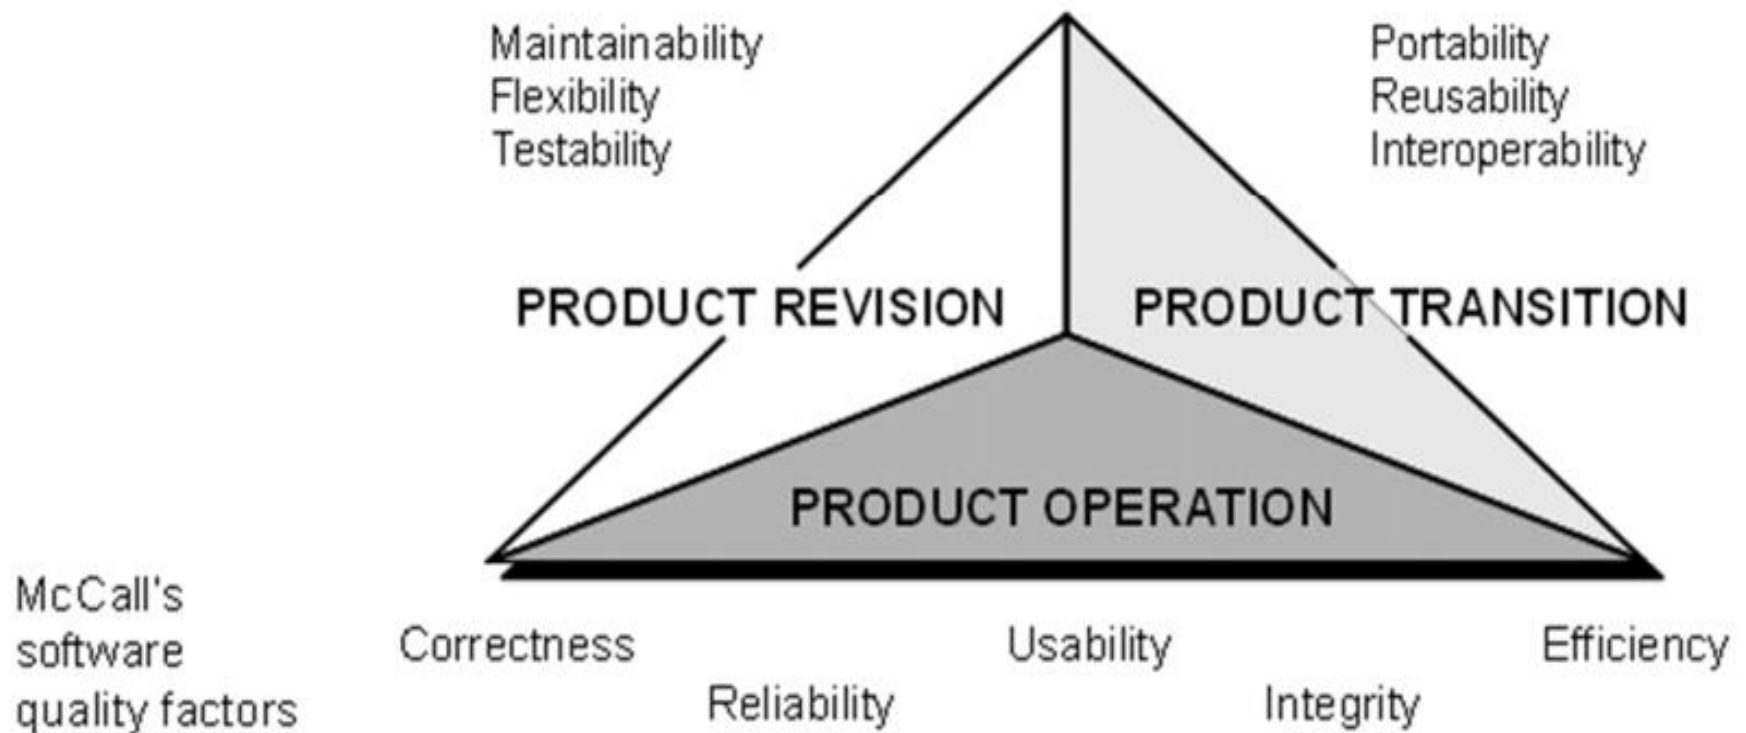 Maintainability
Flexibility
Testability
Portability
Reusability
Interoperability
PRODUCT REVISION
PRODUCT TRANSITION
PRODUCT OPERATION
McCall's
software
quality factors
Correctness
Reliability
Usability
Integrity
Efficiency